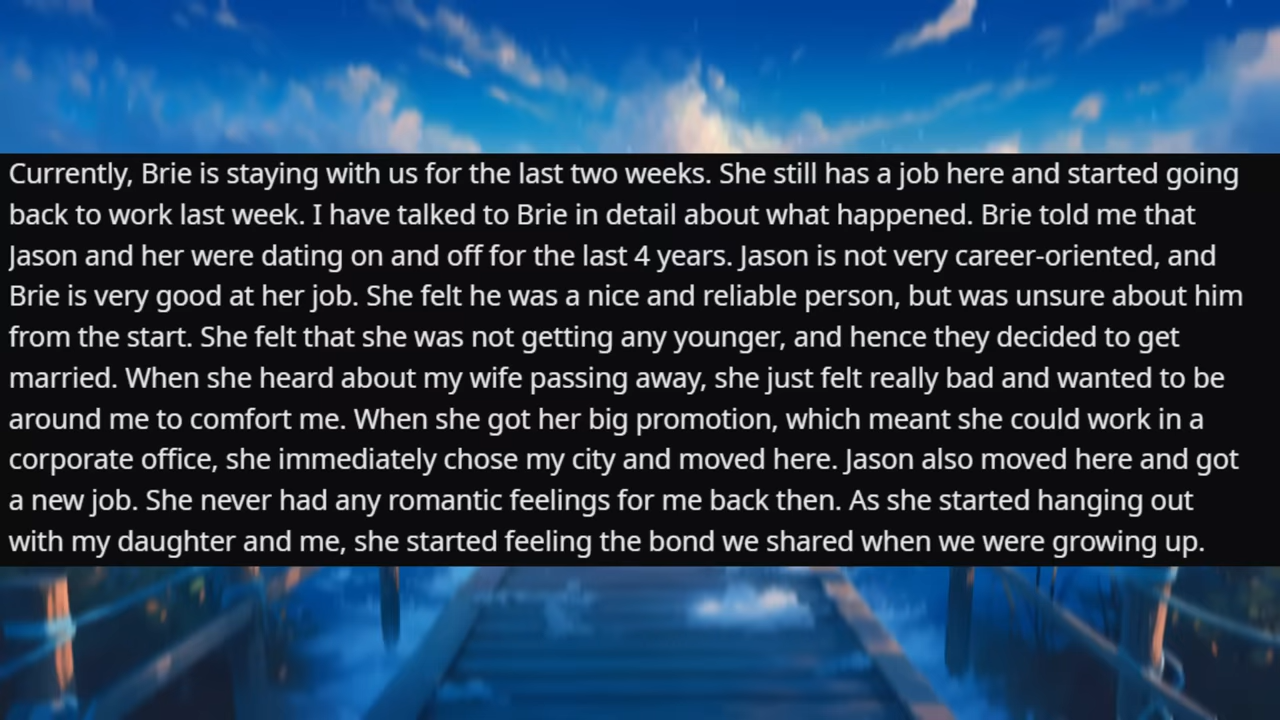 Currently, Brie is staying with us for the last two weeks. She still has a job here and started going
back to work last week. I have talked to Brie in detail about what happened. Brie told me that
Jason and her were dating on and off for the last 4 years. Jason is not very career-oriented, and
Brie is very good at her job. She felt he was a nice and reliable person, but was unsure about him
from the start. She felt that she was not getting any younger, and hence they decided to get
married. When she heard about my wife passing away, she just felt really bad and wanted to be
around me to comfort me. When she got her big promotion, which meant she could work in a
corporate office, she immediately chose my city and moved here. Jason also moved here and got
a new job. She never had any romantic feelings for me back then. As she started hanging out
with my daughter and me, she started feeling the bond we shared when we were growing up.